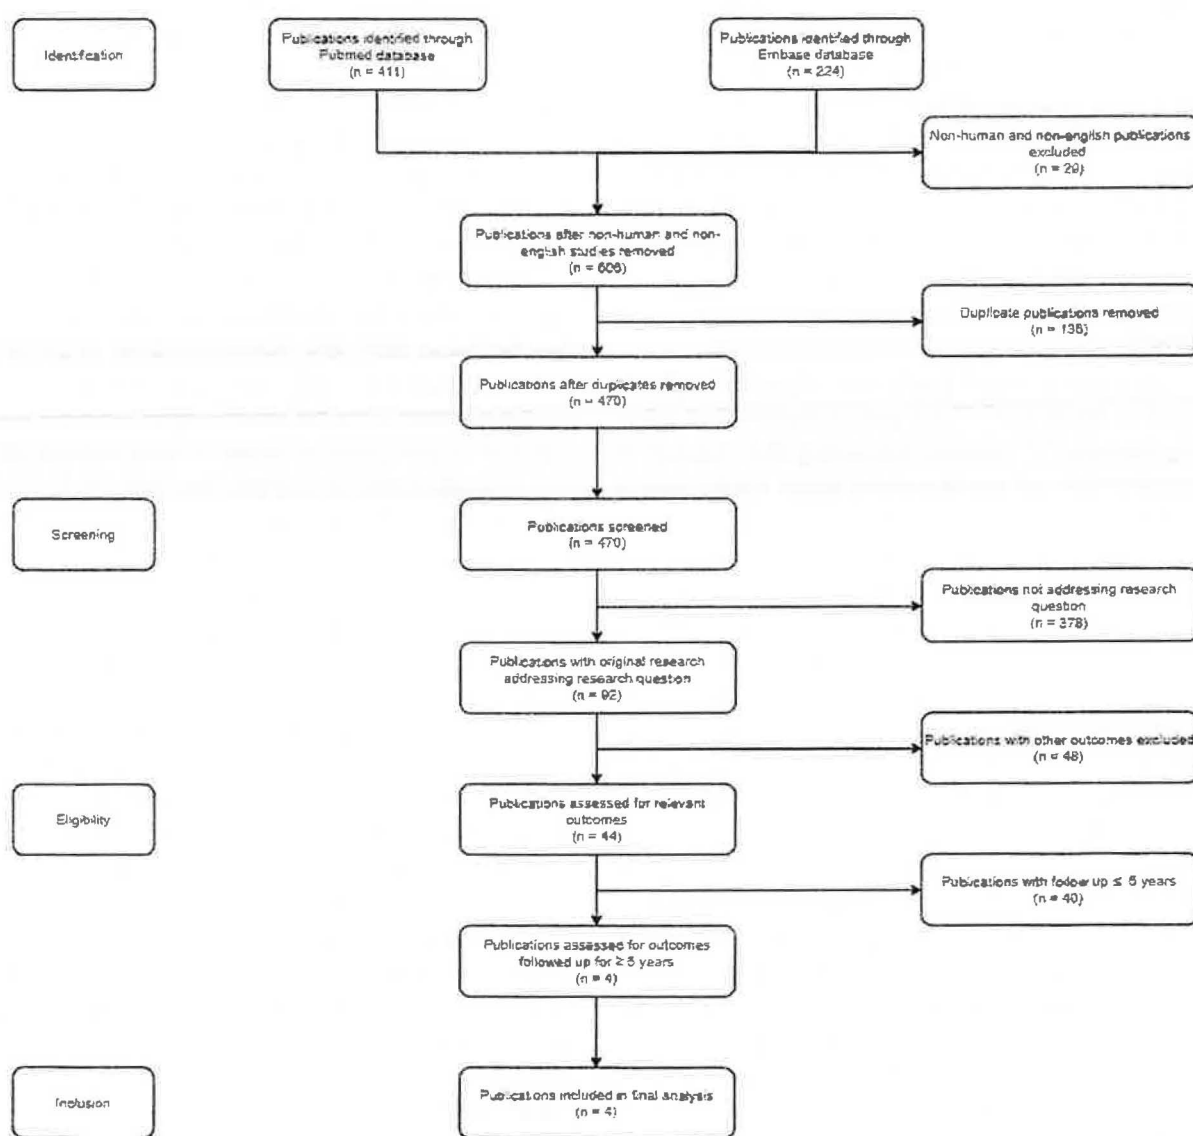 Identification
Publications identified through
Pubmed database
(n = 411)
Publications identified through
Embase database
(n = 224)
Non-human and non-english publications
excluded
(n = 29)
Publications after non-human and non-
english studies removed
(n = 606)
Duplicate publications removed
(n = 136)
Publications after duplicates removed
(n = 470)
Screening
Publications screened
(n = 470)
Publications not addressing research
question
(n = 378)
Publications with original research
addressing research question
(n = 92)
Publications with other outcomes excluded
(n = 48)
Eligibility
Publications assessed for relevant
outcomes
(n = 44)
Publications with follow up ≤ 5 years
(n = 40)
Publications assessed for outcomes
followed up for ≥ 5 years
(n = 4)
Inclusion
Publications included in final analysis
(n = 4)